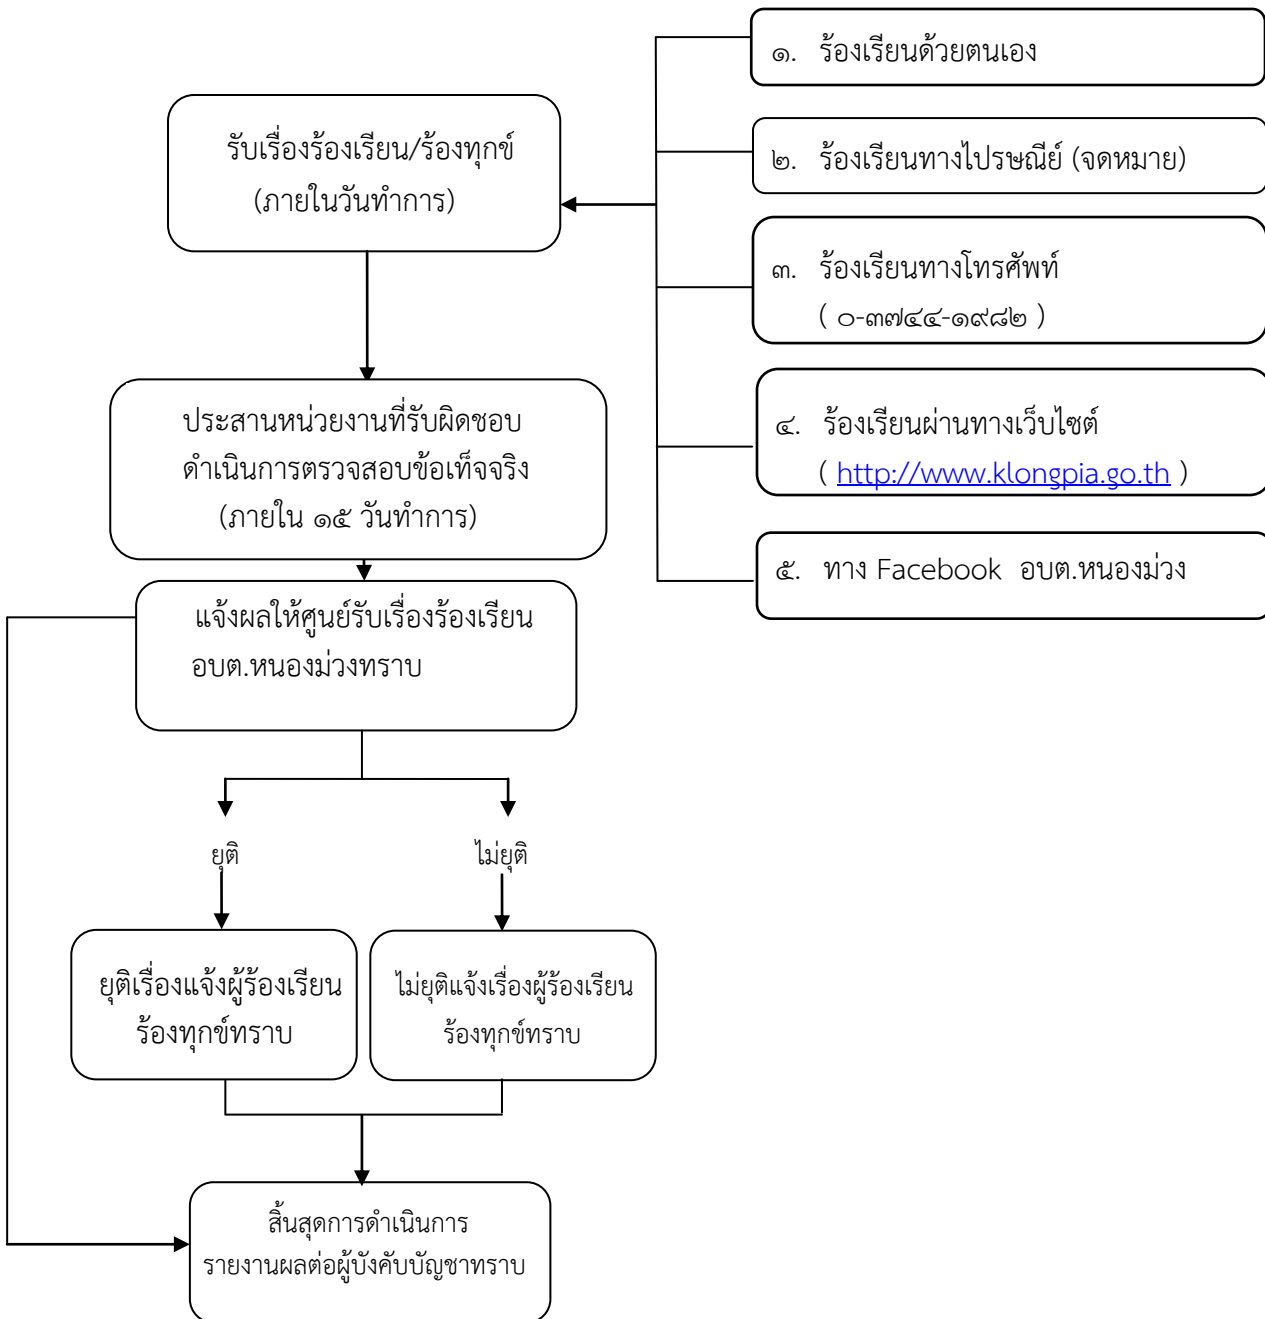 ๑. ร้องเรียนด้วยตนเอง
รับเรื่องร้องเรียน/ร้องทุกข์
(ภายในวันทำการ)
๒. ร้องเรียนทางไปรษณีย์ (จดหมาย)
๓. ร้องเรียนทางโทรศัพท์
( ๐-๓๗๔๔-๑๙๘๒ )
๔. ร้องเรียนผ่านทางเว็บไซต์
( http://www.klongpia.go.th )
๕. ทาง Facebook อบต.หนองม่วง
ประสานหน่วยงานที่รับผิดชอบ
ดำเนินการตรวจสอบข้อเท็จจริง
(ภายใน ๑๕ วันทำการ)
แจ้งผลให้ศูนย์รับเรื่องร้องเรียน
อบต.หนองม่วงทราบ
ยุติ
ไม่ยุติ
ยุติเรื่องแจ้งผู้ร้องเรียน
ร้องทุกข์ทราบ
ไม่ยุติแจ้งเรื่องผู้ร้องเรียน
ร้องทุกข์ทราบ
สิ้นสุดการดำเนินการ
รายงานผลต่อผู้บังคับบัญชาทราบ